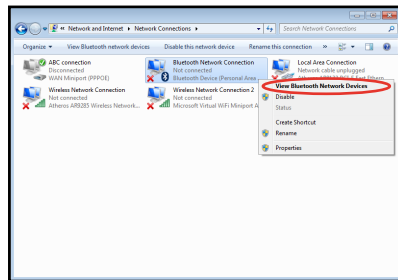 « Network and Internet ▸ Network Connections ▸
Search Network Connections
Organize ▾ View Bluetooth network devices Disable this network device Rename this connection »
ABC connection
Disconnected
WAN Miniport (PPPOE)
Bluetooth Network Connection
Not connected
Bluetooth Device (Personal Area ...
Local Area Connection
Network cable unplugged
Wireless Network Connection
Not connected
Atheros AR9285 Wireless Network...
Wireless Network Connection 2
Not connected
Microsoft Virtual WiFi Miniport A
View Bluetooth Network Devices
Disable
Status
Create Shortcut
Rename
Properties